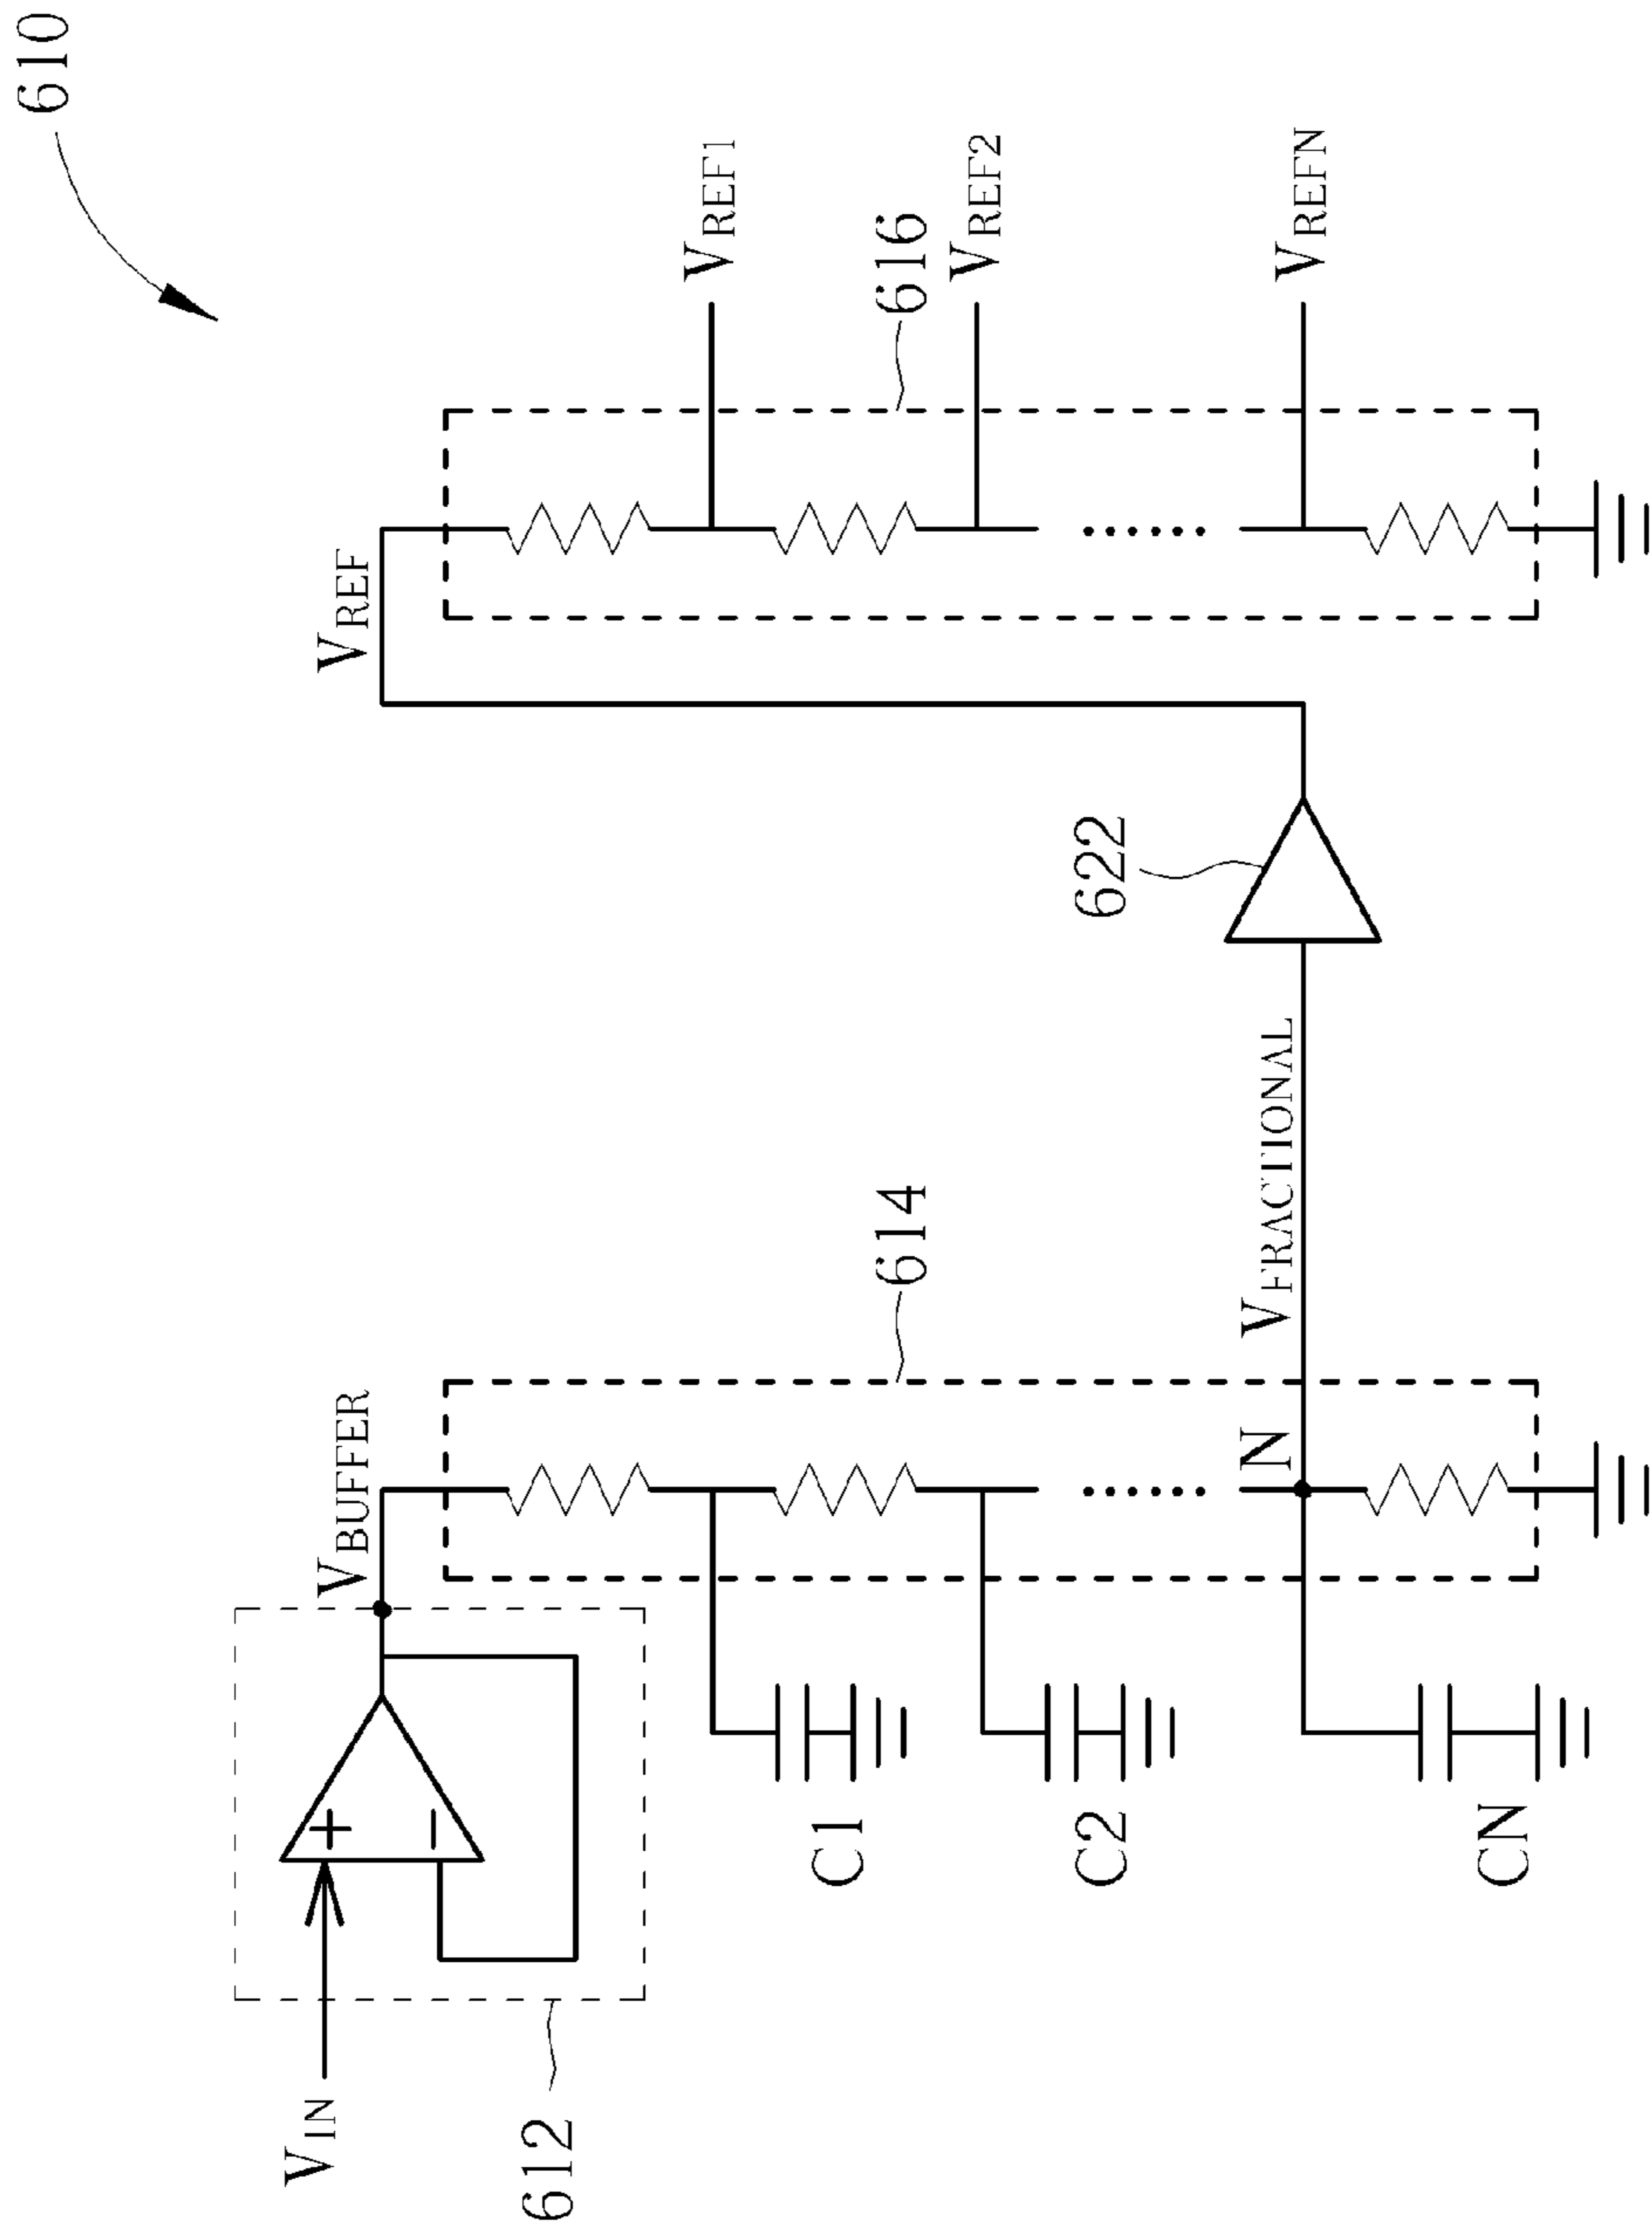 610
VREF
VREF1
616
VREF2
VREFN
622
VBUFFER
614
VFRACTIONAL
N
VIN
+
−
612
C1
C2
CN